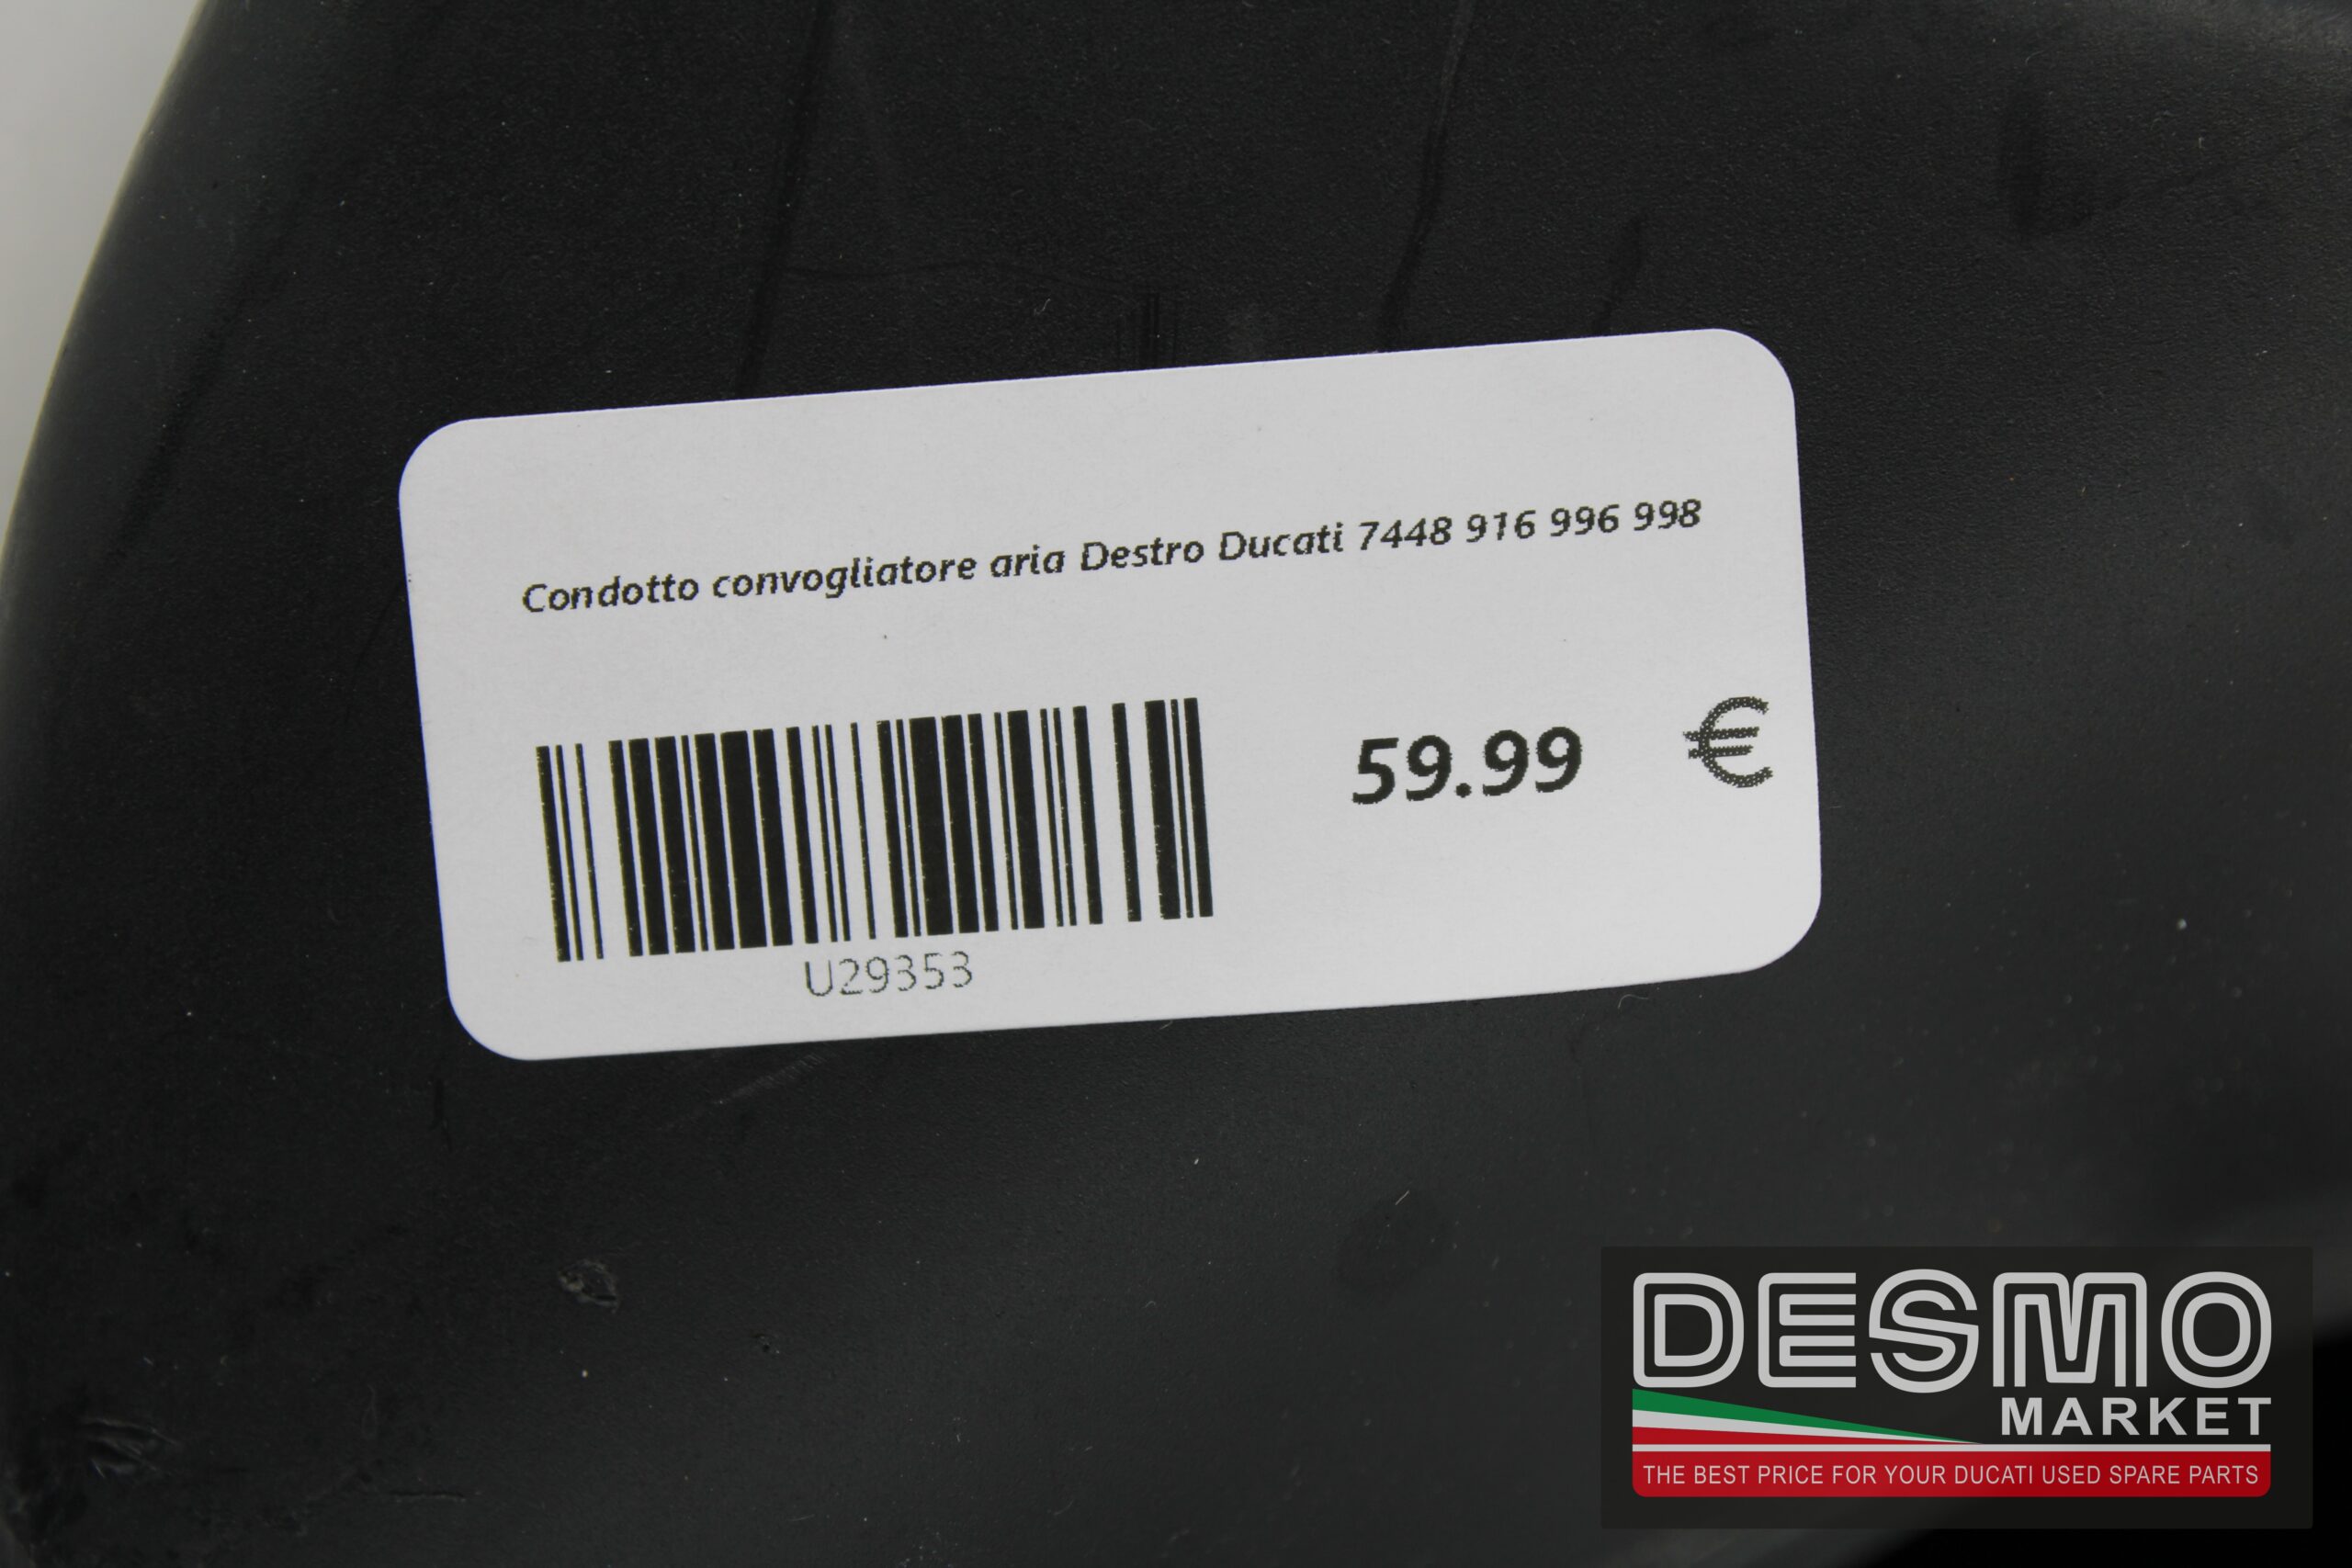 Condotto convogliatore aria Destro Ducati 7448 916 996 998
59.99 €
U29353
DESMO
MARKET
THE BEST PRICE FOR YOUR DUCATI USED SPARE PARTS